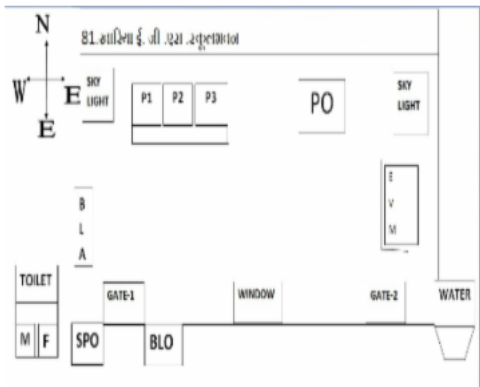 N
W E
E
SKY
LIGHT
P1 P2 P3
PO
SKY
LIGHT
E
V
M
B
L
A
TOILET
M F
GATE-1
WINDOW
GATE-2
WATER
SPO
BLO